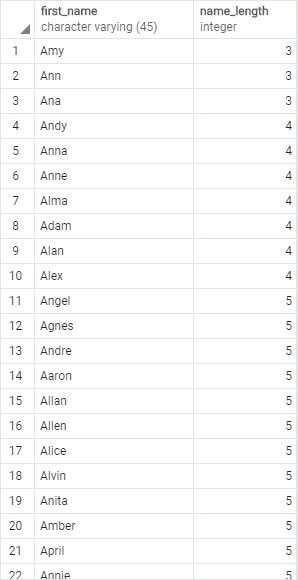 first_name name_length
character varying (45) integer
1 Amy 3
2 Ann 3
3 Ana 3
4 Andy 4
5 Anna 4
6 Anne 4
7 Alma 4
8 Adam 4
9 Alan 4
10 Alex 4
11 Angel 5
12 Agnes 5
13 Andre 5
14 Aaron 5
15 Allan 5
16 Allen 5
17 Alice 5
18 Alvin 5
19 Anita 5
20 Amber 5
21 April 5
22 Annie 5